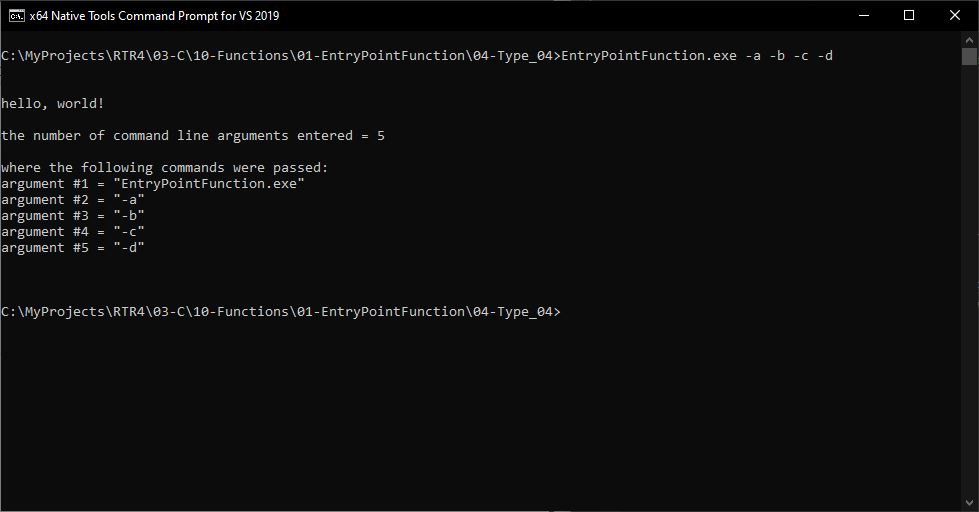 x64 Native Tools Command Prompt for VS 2019
C:\MyProjects\RTR4\03-C\10-Functions\01-EntryPointFunction\04-Type_04>EntryPointFunction.exe -a -b -c -d
hello, world!
the number of command line arguments entered = 5
where the following commands were passed:
argument #1 = "EntryPointFunction.exe"
argument #2 = "-a"
argument #3 = "-b"
argument #4 = "-c"
argument #5 = "-d"
C:\MyProjects\RTR4\03-C\10-Functions\01-EntryPointFunction\04-Type_04>